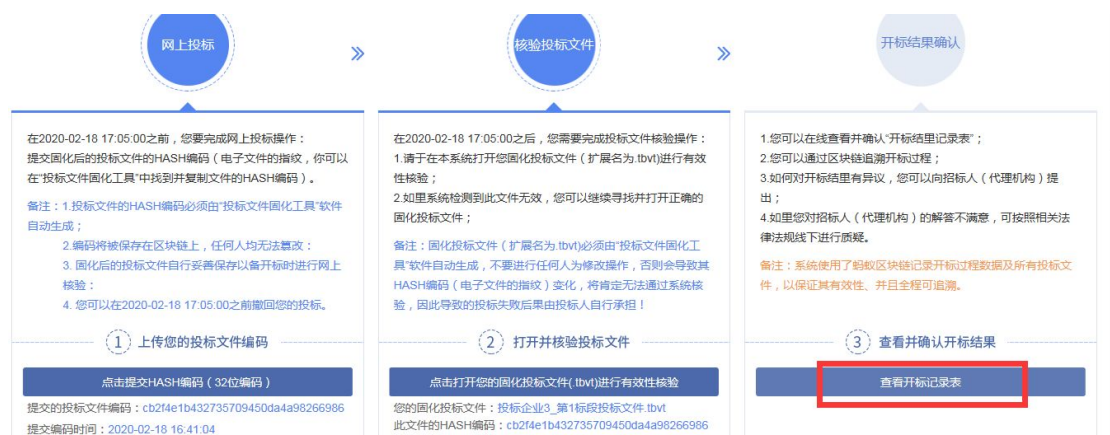 网上投标
在2020-02-18 17:05:00之前，您要完成网上投标操作：
提交固化后的投标文件的HASH编码（电子文件的指纹，你可以
在“投标文件固化工具”中找到并复制文件的HASH编码）。
备注：1.投标文件的HASH编码必须由“投标文件固化工具”软件
自动生成；
2.编码将被保存在区块链上，任何人均无法篡改：
3. 固化后的投标文件自行妥善保存以备开标时进行网上
核验：
4. 您可以在2020-02-18 17:05:00之前撤回您的投标。
1 上传您的投标文件编码
点击提交HASH编码（32位编码）
提交的投标文件编码：cb2f4e1b432735709450da4a98266986
提交编码时间：2020-02-18 16:41:04
核验投标文件
在2020-02-18 17:05:00之后，您需要完成投标文件核验操作：
1.请于在本系统打开您固化投标文件（扩展名为.tbvt)进行有效
性核验；
2.如里系统检测到此文件无效，您可以继续寻找并打开正确的
固化投标文件；
备注：固化投标文件（扩展名为.tbvt)必须由“投标文件固化工
具”软件自动生成，不要进行任何人为修改操作，否则会导致其
HASH编码（电子文件的指纹）变化，将肯定无法通过系统核
验，因此导致的投标失败后果由投标人自行承担！
2 打开并核验投标文件
点击打开您的固化投标文件(.tbvt)进行有效性核验
您的固化投标文件：投标企业3_第1标段投标文件.tbvt
此文件的HASH编码：cb2f4e1b432735709450da4a98266986
开标结果确认
1.您可以在线查看并确认“开标结里记录表”；
2.您可以通过区块链追溯开标过程；
3.如何对开标结里有异议，您可以向招标人（代理机构）提
出；
4.如里您对招标人（代理机构）的解答不满意，可按照相关法
律法规线下进行质疑。
备注：系统使用了蚂蚁区块链记录开标过程数据及所有投标文
件，以保证其有效性、并且全程可追溯。
3 查看并确认开标结果
查看开标记录表